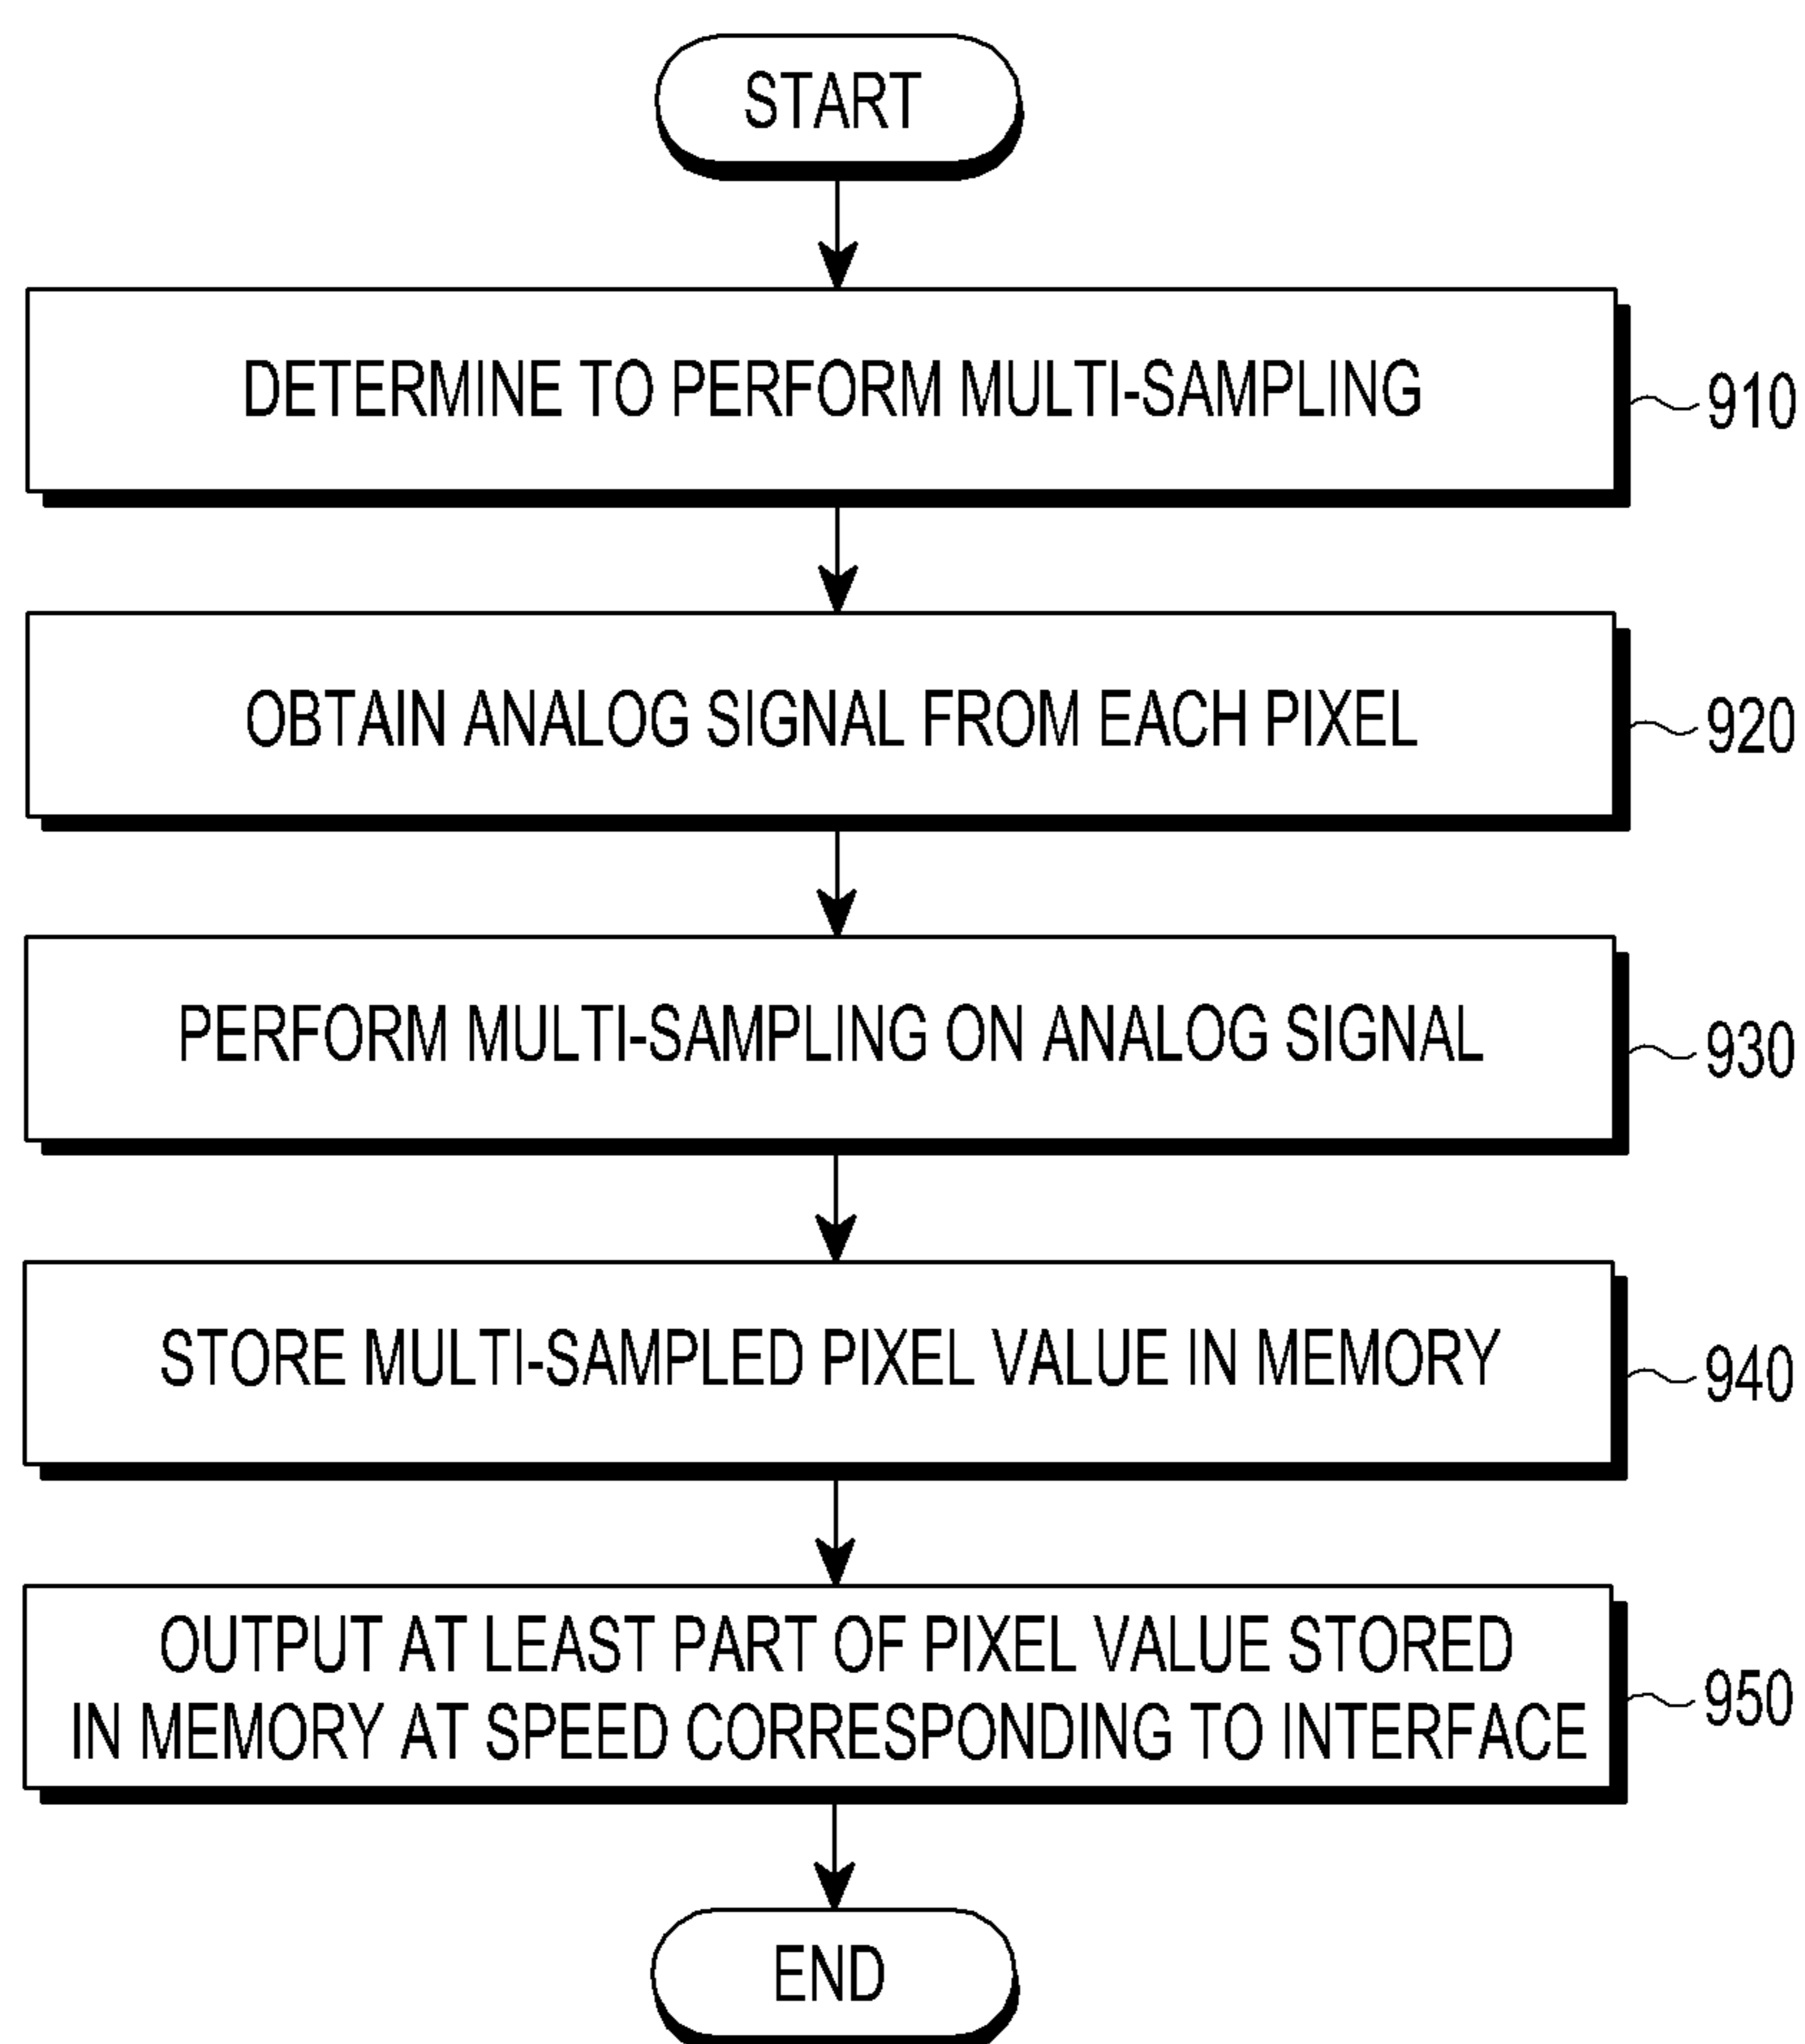 START
DETERMINE TO PERFORM MULTI-SAMPLING
910
OBTAIN ANALOG SIGNAL FROM EACH PIXEL
920
PERFORM MULTI-SAMPLING ON ANALOG SIGNAL
930
STORE MULTI-SAMPLED PIXEL VALUE IN MEMORY
940
OUTPUT AT LEAST PART OF PIXEL VALUE STORED
IN MEMORY AT SPEED CORRESPONDING TO INTERFACE
950
END